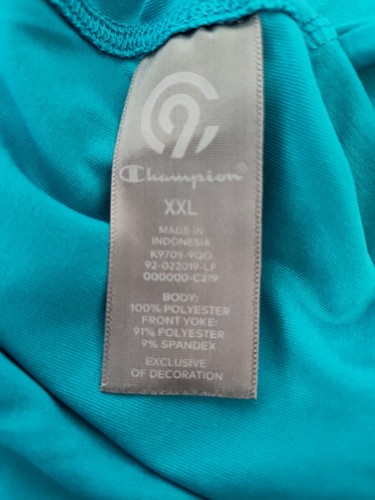 C9
Champion
XXL
MADE IN
INDONESIA
K9709-9QO
92-022019-LF
000000-C219
BODY:
100% POLYESTER
FRONT YOKE:
91% POLYESTER
9% SPANDEX
EXCLUSIVE
OF DECORATION